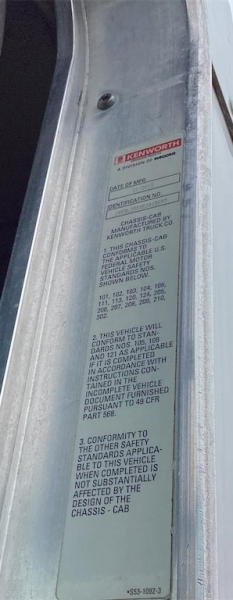 KENWORTH
A DIVISION OF PACCAR
DATE OF MFG.
IDENTIFICATION NO.
CHASSIS-CAB
MANUFACTURED BY
KENWORTH TRUCK CO.
1. THIS CHASSIS-CAB
CONFORMS TO
THE APPLICABLE U.S.
FEDERAL MOTOR
VEHICLE SAFETY
STANDARDS NOS.
SHOWN BELOW.
101, 102, 103, 104, 106,
111, 113, 120, 124, 205,
206, 207, 208, 209, 210,
302.
2. THIS VEHICLE WILL
CONFORM TO STAN-
DARDS NOS. 105, 108
AND 121 AS APPLICABLE
IF IT IS COMPLETED
IN ACCORDANCE WITH
INSTRUCTIONS CON-
TAINED IN THE
INCOMPLETE VEHICLE
DOCUMENT FURNISHED
PURSUANT TO 49 CFR
PART 568.
3. CONFORMITY TO
THE OTHER SAFETY
STANDARDS APPLICA-
BLE TO THIS VEHICLE
WHEN COMPLETED IS
NOT SUBSTANTIALLY
AFFECTED BY THE
DESIGN OF THE
CHASSIS - CAB
*S53-1092-3